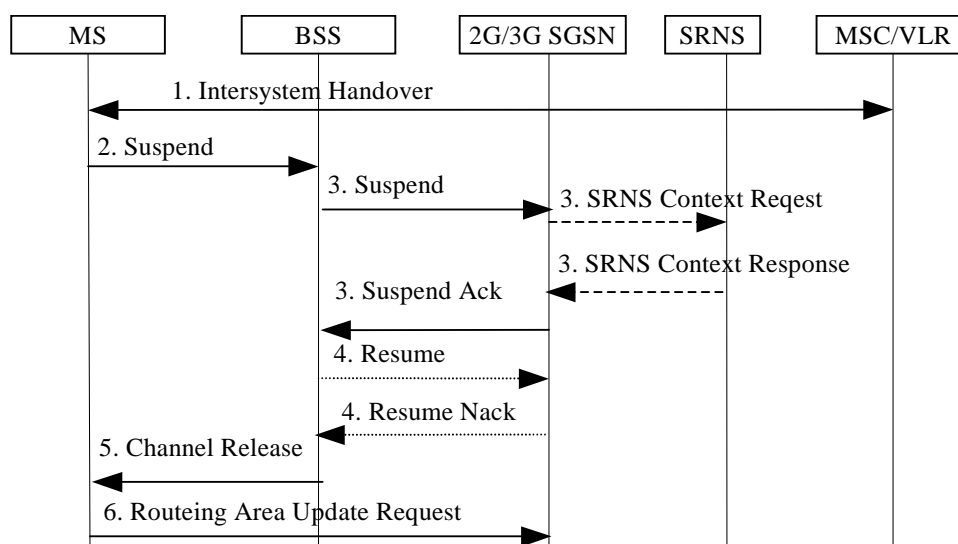 MS BSS 2G/3G SGSN SRNS MSC/VLR
1. Intersystem Handover
2. Suspend
3. Suspend
3. SRNS Context Reqest
3. SRNS Context Response
3. Suspend Ack
4. Resume
4. Resume Nack
5. Channel Release
6. Routeing Area Update Request